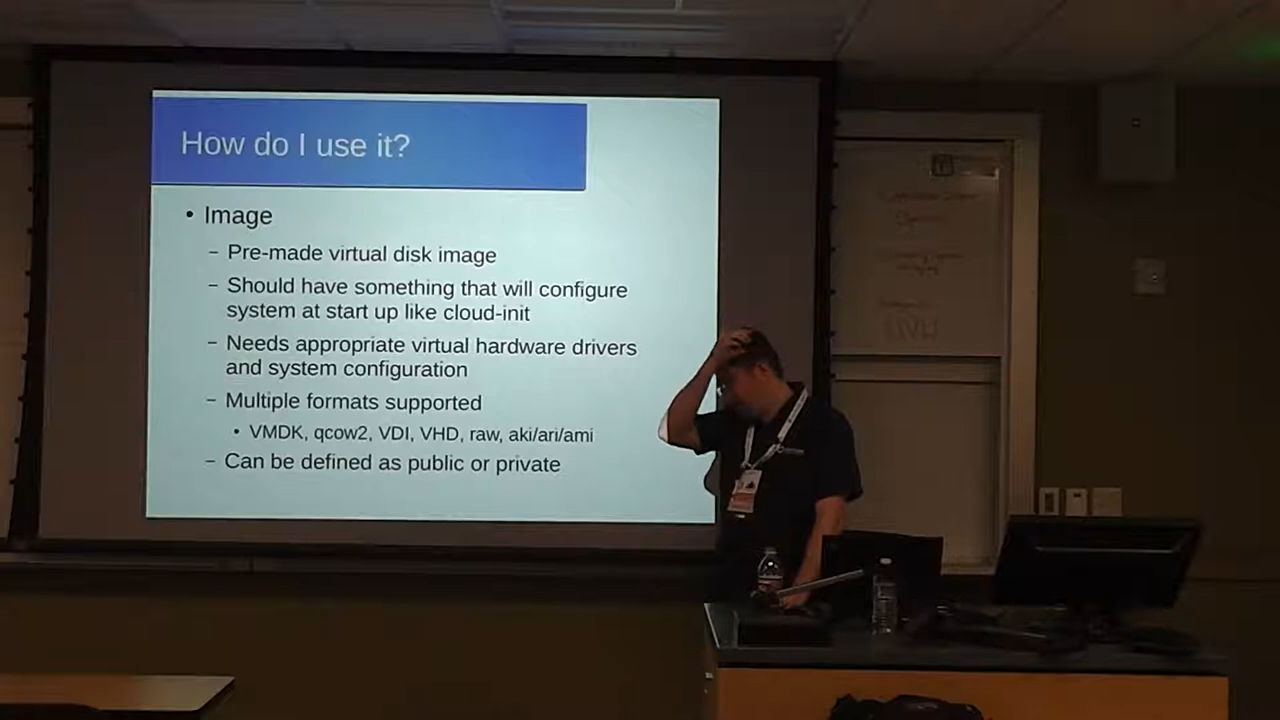 How do I use it?
• Image
– Pre-made virtual disk image
– Should have something that will configure
system at start up like cloud-init
– Needs appropriate virtual hardware drivers
and system configuration
– Multiple formats supported
• VMDK, qcow2, VDI, VHD, raw, aki/ari/ami
– Can be defined as public or private